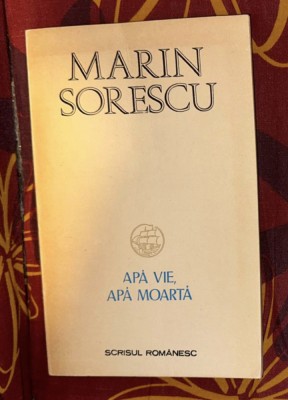 MARIN
SORESCU
APĂ VIE,
APĂ MOARTĂ
SCRISUL ROMÂNESC